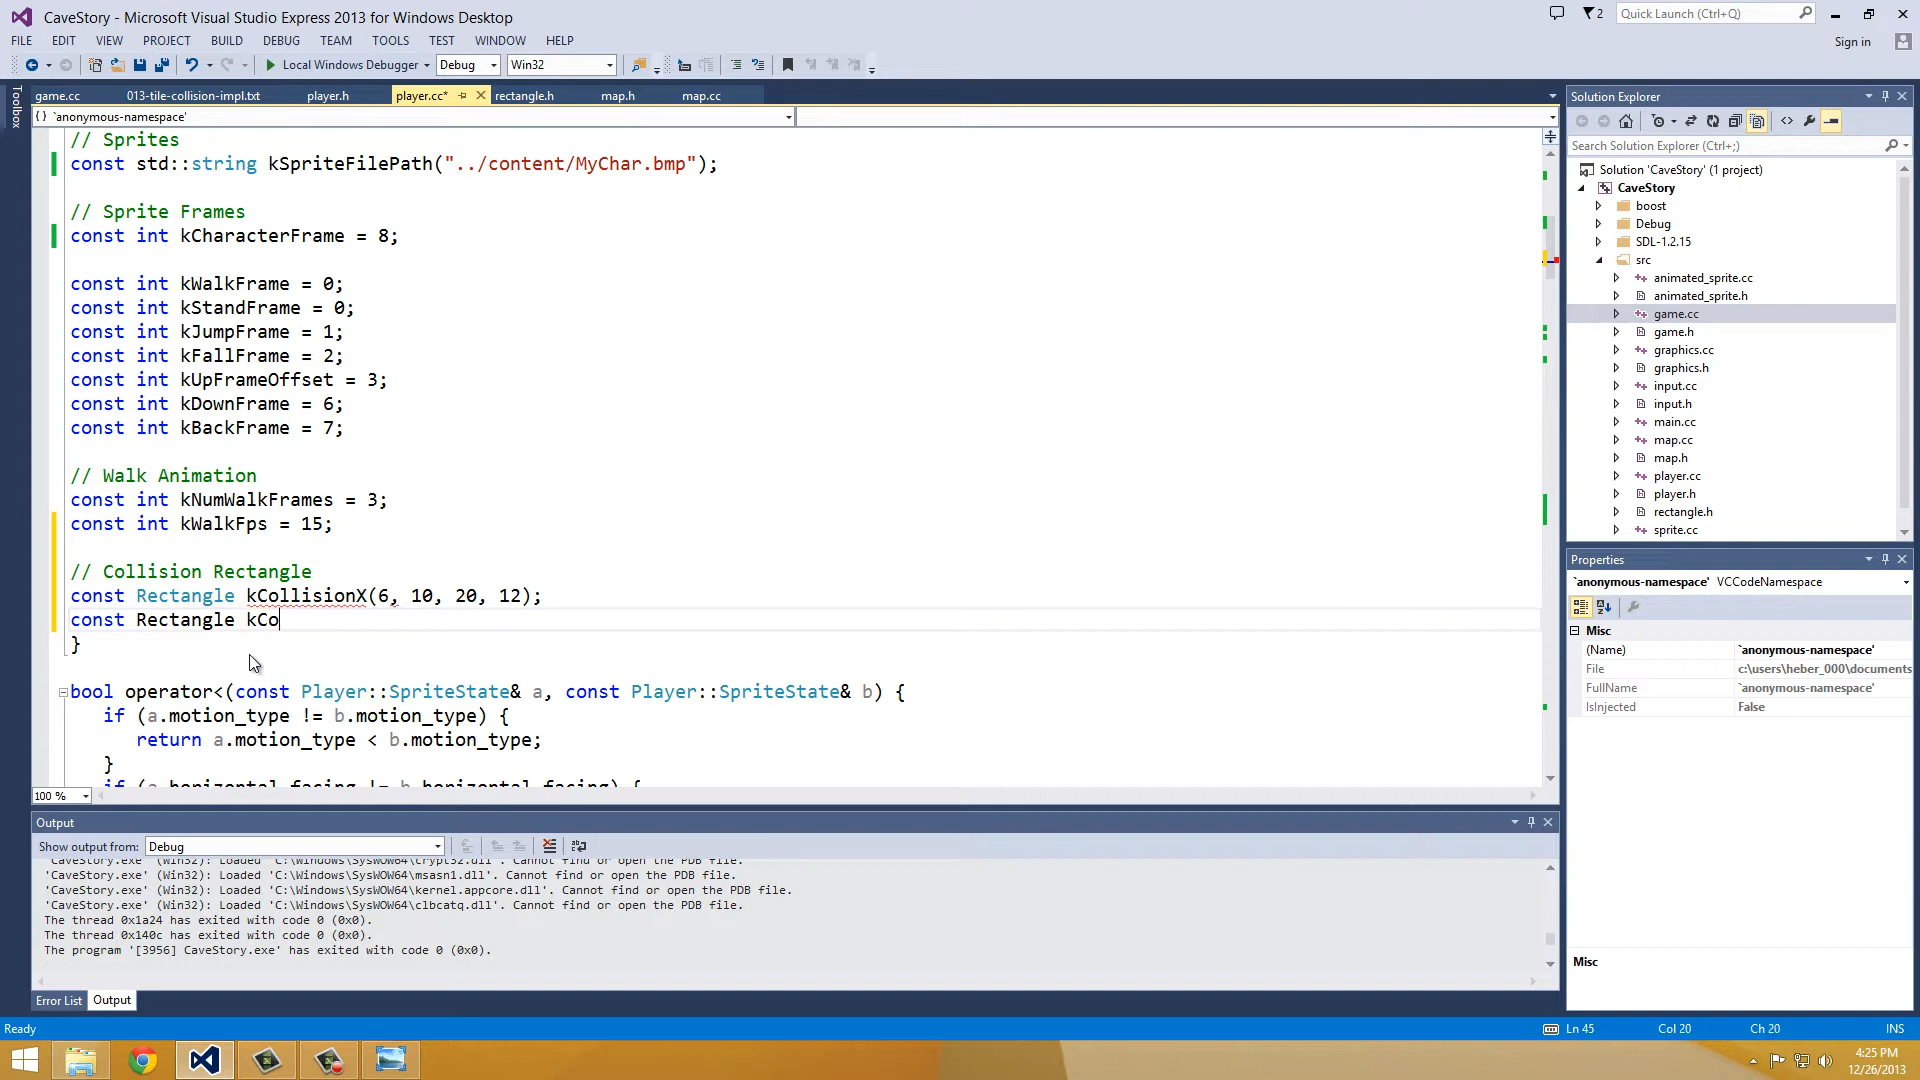 CaveStory - Microsoft Visual Studio Express 2013 for Windows Desktop
2
Quick Launch (Ctrl+Q)
FILE EDIT VIEW PROJECT BUILD DEBUG TEAM TOOLS TEST WINDOW HELP
Sign in
Local Windows Debugger Debug Win32
Toolbox
game.cc 013-tile-collision-impl.txt player.h player.cc* rectangle.h map.h map.cc
{ } `anonymous-namespace'
// Sprites
const std::string kSpriteFilePath("../content/MyChar.bmp");
// Sprite Frames
const int kCharacterFrame = 8;
const int kWalkFrame = 0;
const int kStandFrame = 0;
const int kJumpFrame = 1;
const int kFallFrame = 2;
const int kUpFrameOffset = 3;
const int kDownFrame = 6;
const int kBackFrame = 7;
// Walk Animation
const int kNumWalkFrames = 3;
const int kWalkFps = 15;
// Collision Rectangle
const Rectangle kCollisionX(6, 10, 20, 12);
const Rectangle kCo
}
bool operator<(const Player::SpriteState& a, const Player::SpriteState& b) {
if (a.motion_type != b.motion_type) {
return a.motion_type < b.motion_type;
}
if (a.horizontal_facing != b.horizontal_facing) {
100 %
Output
Show output from: Debug
'CaveStory.exe' (Win32): Loaded 'C:\Windows\SysWOW64\crypt32.dll'. Cannot find or open the PDB file.
'CaveStory.exe' (Win32): Loaded 'C:\Windows\SysWOW64\msasn1.dll'. Cannot find or open the PDB file.
'CaveStory.exe' (Win32): Loaded 'C:\Windows\SysWOW64\kernel.appcore.dll'. Cannot find or open the PDB file.
'CaveStory.exe' (Win32): Loaded 'C:\Windows\SysWOW64\clbcatq.dll'. Cannot find or open the PDB file.
The thread 0x1a24 has exited with code 0 (0x0).
The thread 0x140c has exited with code 0 (0x0).
The program '[3956] CaveStory.exe' has exited with code 0 (0x0).
Error List Output
Solution Explorer
Search Solution Explorer (Ctrl+;)
Solution 'CaveStory' (1 project)
CaveStory
boost
Debug
SDL-1.2.15
src
animated_sprite.cc
animated_sprite.h
game.cc
game.h
graphics.cc
graphics.h
input.cc
input.h
main.cc
map.cc
map.h
player.cc
player.h
rectangle.h
sprite.cc
Properties
`anonymous-namespace' VCCodeNamespace
Misc
(Name) `anonymous-namespace'
File c:\users\heber_000\documents
FullName `anonymous-namespace'
IsInjected False
Misc
Ready
Ln 45 Col 20 Ch 20 INS
4:25 PM
12/26/2013